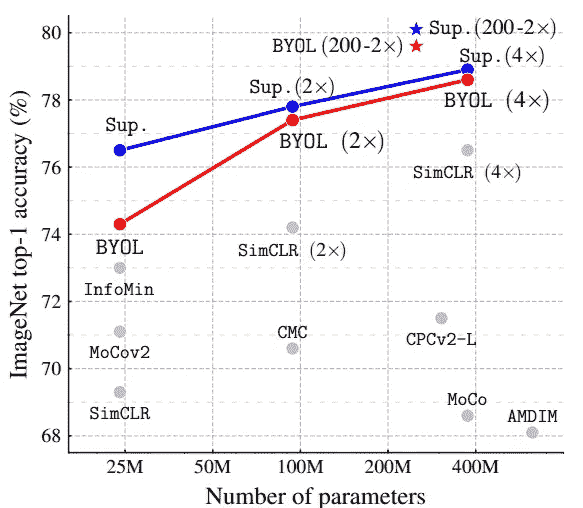 80
78
76
74
72
70
68
ImageNet top-1 accuracy (%)
Sup.(200-2×)
BYOL(200-2×)
Sup.(4×)
Sup.(2×)
BYOL (4×)
Sup.
BYOL (2×)
SimCLR (4×)
BYOL
SimCLR (2×)
InfoMin
CMC
CPCv2-L
MoCov2
MoCo
SimCLR
AMDIM
25M 50M 100M 200M 400M
Number of parameters